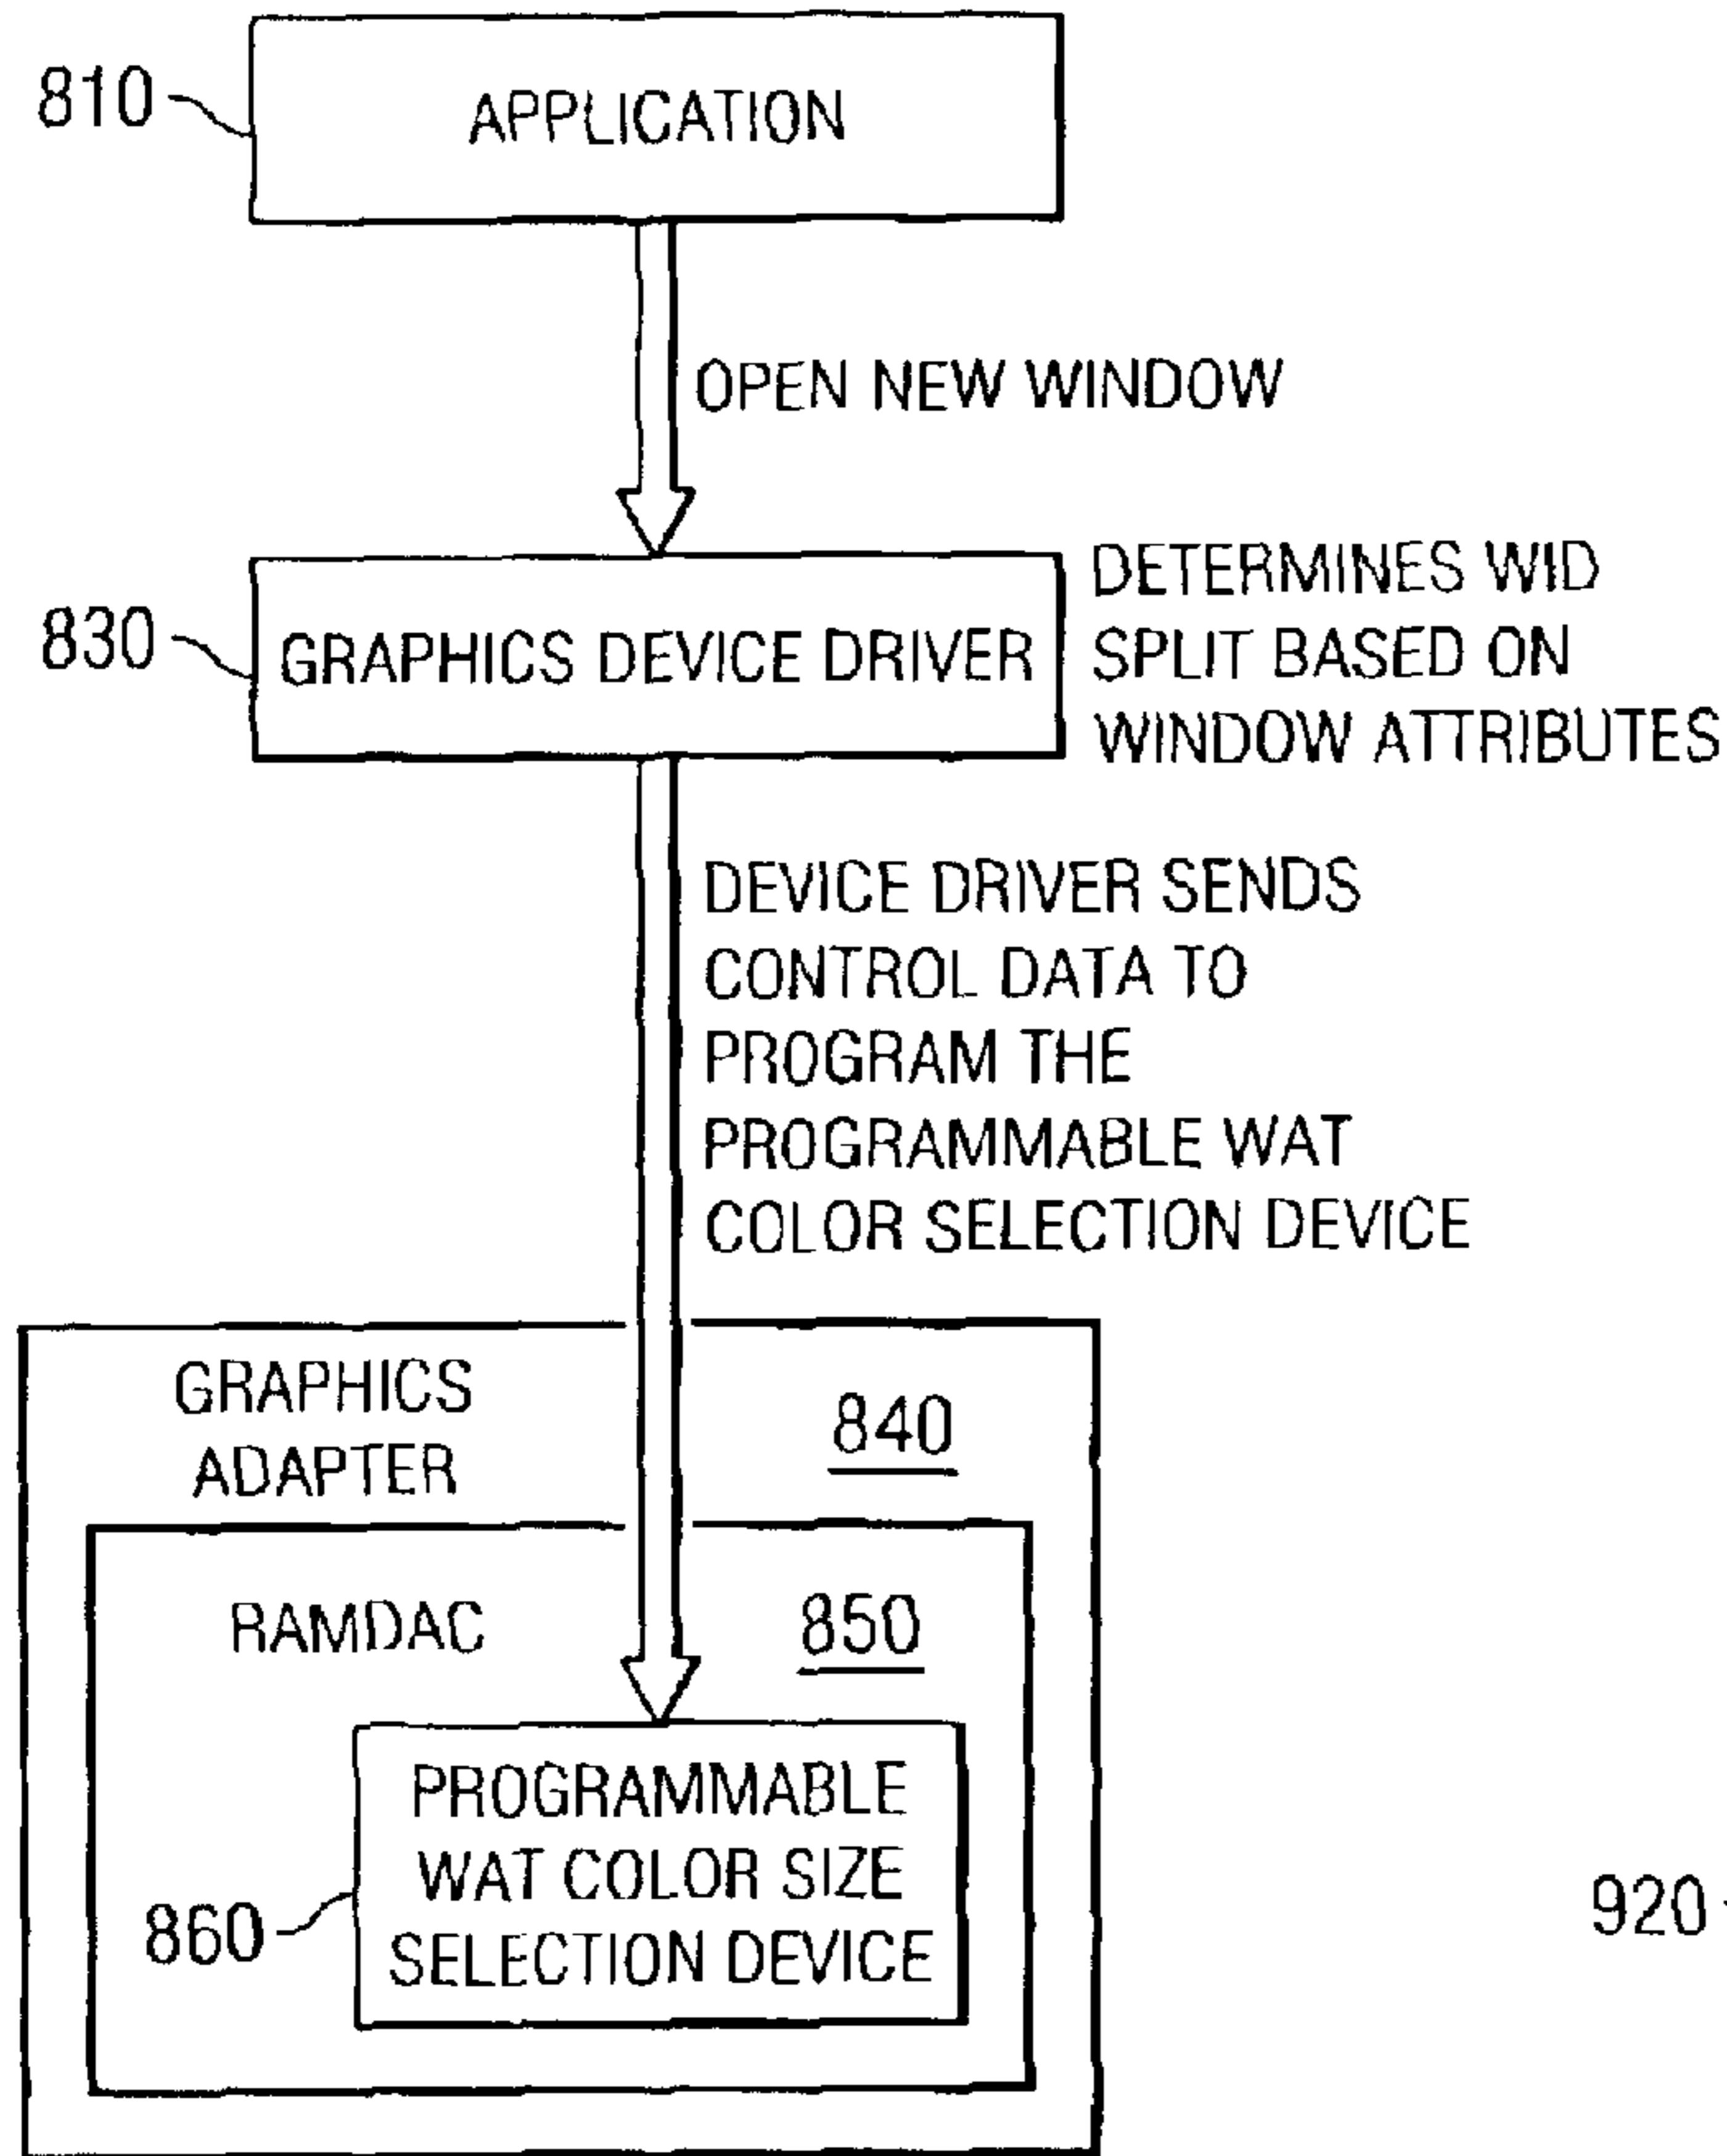 810
APPLICATION
OPEN NEW WINDOW
830
GRAPHICS DEVICE DRIVER
DETERMINES WID
SPLIT BASED ON
WINDOW ATTRIBUTES
DEVICE DRIVER SENDS
CONTROL DATA TO
PROGRAM THE
PROGRAMMABLE WAT
COLOR SELECTION DEVICE
GRAPHICS
ADAPTER
840
RAMDAC
850
PROGRAMMABLE
WAT COLOR SIZE
SELECTION DEVICE
860
920